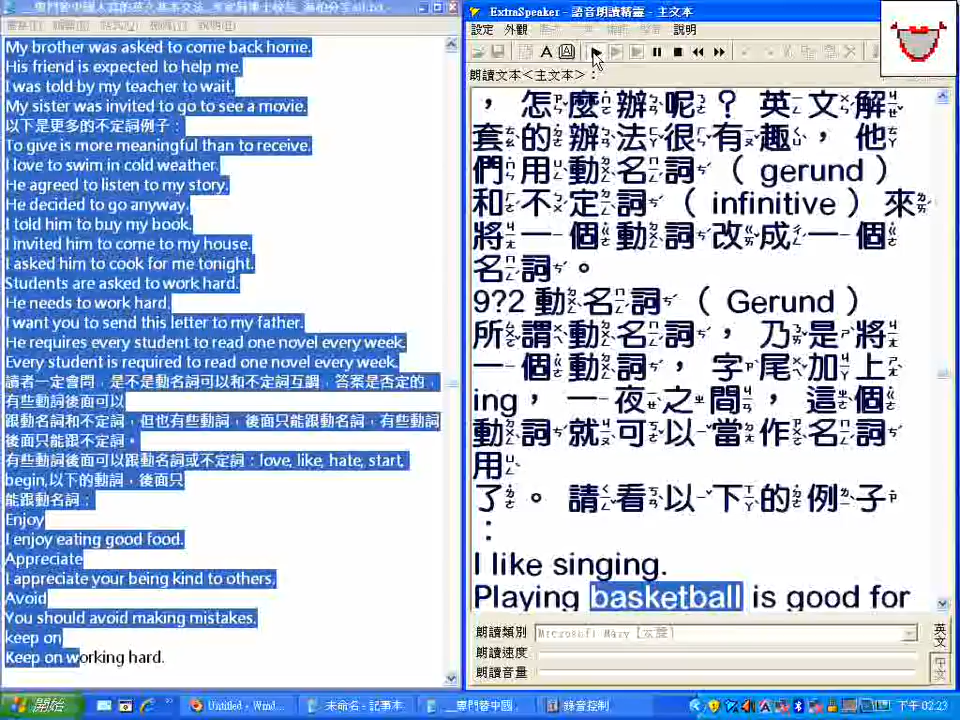 My brother was asked to come back home.
His friend is expected to help me.
I was told by my teacher to wait.
My sister was invited to go to see a movie.
以下是更多的不定詞例子：
To give is more meaningful than to receive.
I love to swim in cold weather.
He agreed to listen to my story.
He decided to go anyway.
I told him to buy my book.
I invited him to come to my house.
I asked him to cook for me tonight.
Students are asked to work hard.
He needs to work hard.
I want you to send this letter to my father.
He requires every student to read one novel every week.
Every student is required to read one novel every week.
讀者一定會問，是不是動名詞可以和不定詞互調，答案是否定的，
有些動詞後面可以
跟動名詞和不定詞，但也有些動詞，後面只能跟動名詞，有些動詞
後面只能跟不定詞。
有些動詞後面可以跟動名詞或不定詞：love, like, hate, start,
begin,以下的動詞，後面只
能跟動名詞：
Enjoy
I enjoy eating good food.
Appreciate
I appreciate your being kind to others.
Avoid
You should avoid making mistakes.
keep on
Keep on working hard.
ExtraSpeaker - 語音朗讀精靈 - 主文本
設定 外觀 說明
朗讀文本<主文本>：
，怎麼辦呢？英文解
套的辦法很有趣，他
們用動名詞（gerund）
和不定詞（infinitive）來
將一個動詞改成一個
名詞。
9?2 動名詞（Gerund）
所謂動名詞，乃是將
一個動詞，字尾加上
ing，一夜之間，這個
動詞就可以當作名詞
用
了。請看以下的例子
：
I like singing.
Playing basketball is good for
朗讀類別 Microsoft Mary【女聲】
朗讀速度
朗讀音量
英文
中文
開始
Untitled - Wind...
未命名 - 記事本
__專門替中國...
錄音控制
下午 02:23